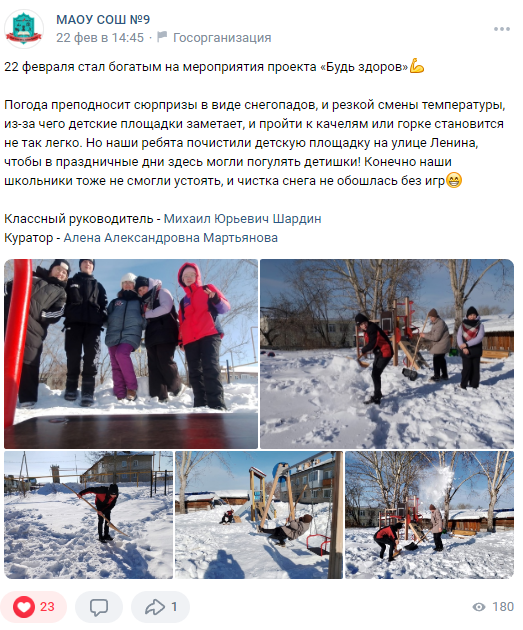 МАОУ СОШ №9
22 фев в 14:45 · Госорганизация
22 февраля стал богатым на мероприятия проекта «Будь здоров»💪
Погода преподносит сюрпризы в виде снегопадов, и резкой смены температуры,
из-за чего детские площадки заметает, и пройти к качелям или горке становится
не так легко. Но наши ребята почистили детскую площадку на улице Ленина,
чтобы в праздничные дни здесь могли погулять детишки! Конечно наши
школьники тоже не смогли устоять, и чистка снега не обошлась без игр😁
Классный руководитель - Михаил Юрьевич Шардин
Куратор - Алена Александровна Мартьянова
23
1
180